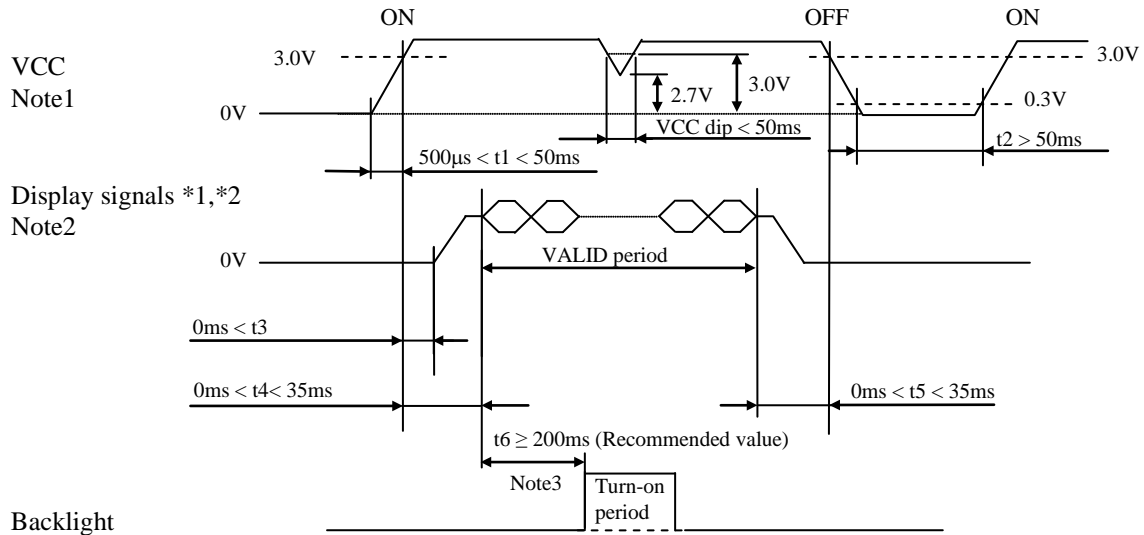 ON OFF ON
VCC
Note1
3.0V
3.0V
0V
2.7V
3.0V
0.3V
VCC dip < 50ms
t2 > 50ms
500μs < t1 < 50ms
Display signals *1,*2
Note2
0V
VALID period
0ms < t3
0ms < t4< 35ms
0ms < t5 < 35ms
t6 ≥ 200ms (Recommended value)
Note3
Turn-on
period
Backlight